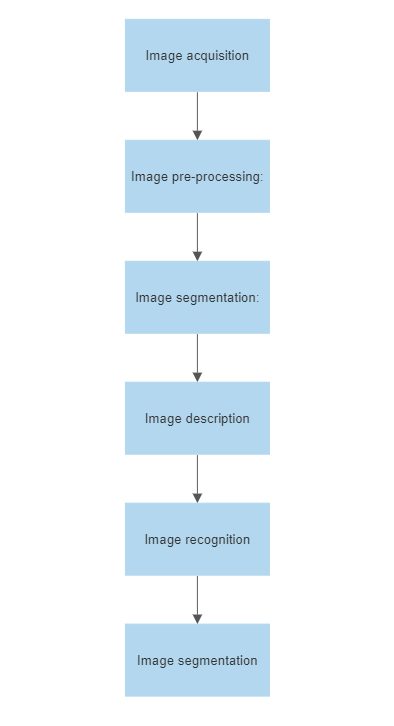 Image acquisition
Image pre-processing:
Image segmentation:
Image description
Image recognition
Image segmentation